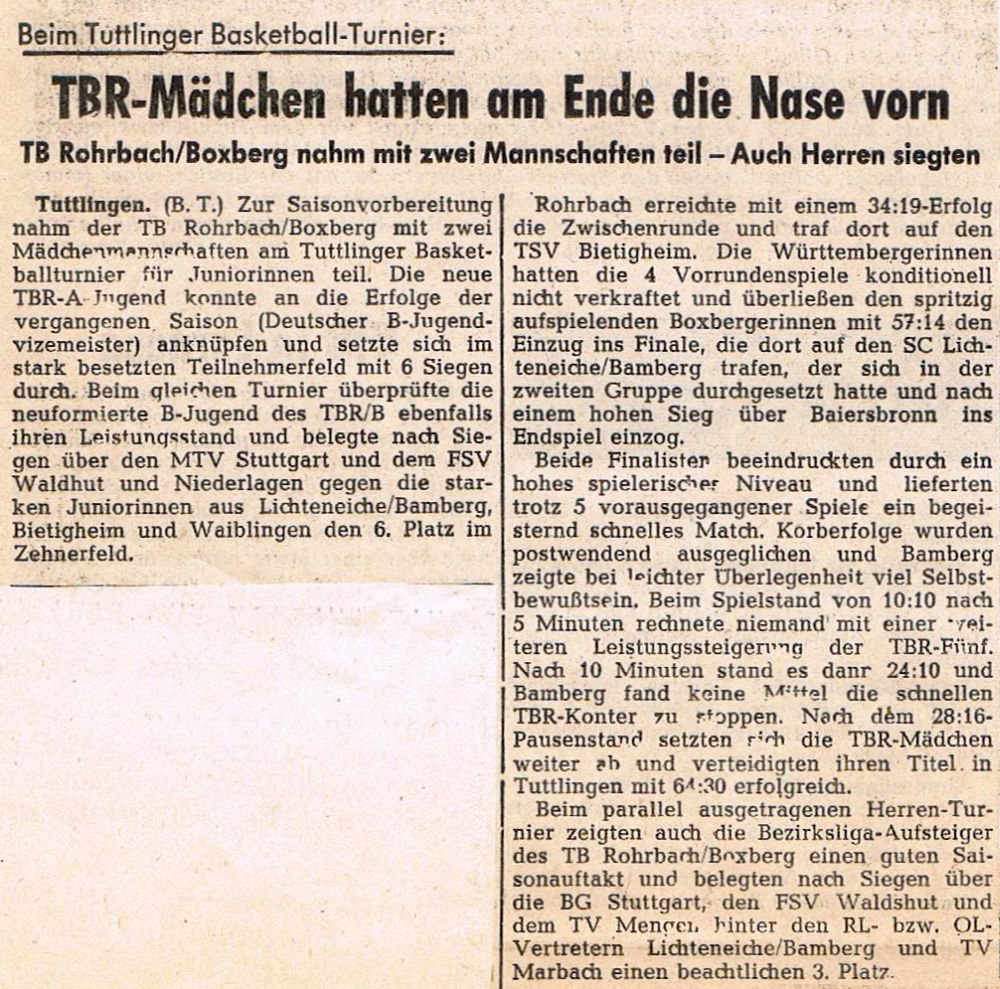 Beim Tuttlinger Basketball-Turnier:
TBR-Mädchen hatten am Ende die Nase vorn
TB Rohrbach/Boxberg nahm mit zwei Mannschaften teil – Auch Herren siegten
Tuttlingen. (B. T.) Zur Saisonvorbereitung
nahm der TB Rohrbach/Boxberg mit zwei
Mädchenmannschaften am Tuttlinger Basket-
ballturnier für Juniorinnen teil. Die neue
TBR-A-Jugend konnte an die Erfolge der
vergangenen Saison (Deutscher B-Jugend-
vizemeister) anknüpfen und setzte sich im
stark besetzten Teilnehmerfeld mit 6 Siegen
durch. Beim gleichen Turnier überprüfte die
neuformierte B-Jugend des TBR/B ebenfalls
ihren Leistungsstand und belegte nach Sie-
gen über den MTV Stuttgart und dem FSV
Waldhut und Niederlagen gegen die star-
ken Juniorinnen aus Lichteneiche/Bamberg,
Bietigheim und Waiblingen den 6. Platz im
Zehnerfeld.
Rohrbach erreichte mit einem 34:19-Erfolg
die Zwischenrunde und traf dort auf den
TSV Bietigheim. Die Württembergerinnen
hatten die 4 Vorrundenspiele konditionell
nicht verkraftet und überließen den spritzig
aufspielenden Boxbergerinnen mit 57:14 den
Einzug ins Finale, die dort auf den SC Lich-
teneiche/Bamberg trafen, der sich in der
zweiten Gruppe durchgesetzt hatte und nach
einem hohen Sieg über Baiersbronn ins
Endspiel einzog.
Beide Finalisten beeindruckten durch ein
hohes spielerisches Niveau und lieferten
trotz 5 vorausgegangener Spiele ein begei-
sternd schnelles Match. Korberfolge wurden
postwendend ausgeglichen und Bamberg
zeigte bei leichter Überlegenheit viel Selbst-
bewußtsein. Beim Spielstand von 10:10 nach
5 Minuten rechnete niemand mit einer wei-
teren Leistungssteigerung der TBR-Fünf.
Nach 10 Minuten stand es dann 24:10 und
Bamberg fand keine Mittel die schnellen
TBR-Konter zu stoppen. Nach dem 28:16-
Pausenstand setzten sich die TBR-Mädchen
weiter ab und verteidigten ihren Titel in
Tuttlingen mit 64:30 erfolgreich.
Beim parallel ausgetragenen Herren-Tur-
nier zeigten auch die Bezirksliga-Aufsteiger
des TB Rohrbach/Boxberg einen guten Sai-
sonauftakt und belegten nach Siegen über
die BG Stuttgart, den FSV Waldshut und
dem TV Mengen hinter den RL- bzw. OL-
Vertretern Lichteneiche/Bamberg und TV
Marbach einen beachtlichen 3. Platz.